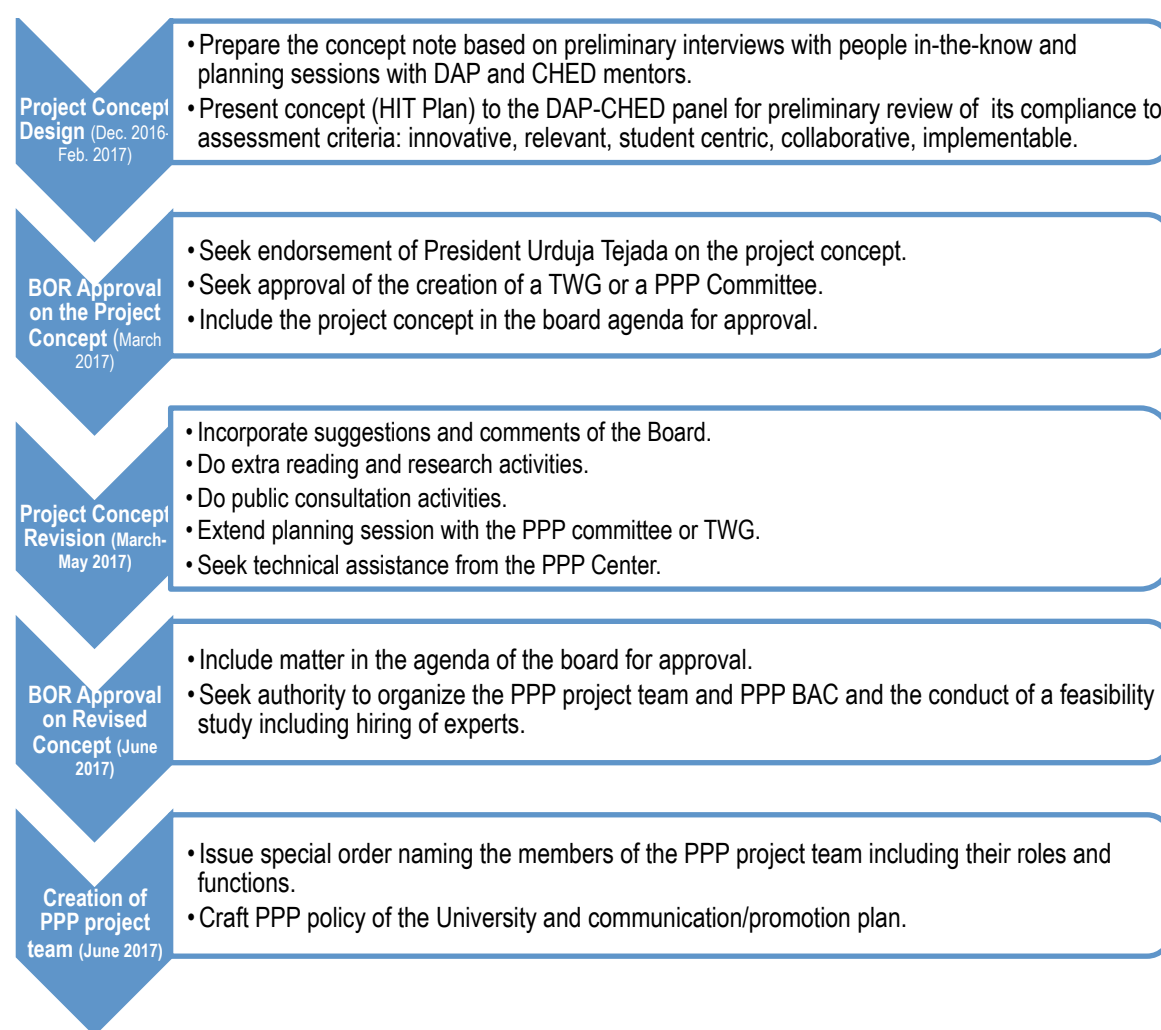 Project Concept
Design (Dec. 2016-
Feb. 2017)
• Prepare the concept note based on preliminary interviews with people in-the-know and
planning sessions with DAP and CHED mentors.
• Present concept (HIT Plan) to the DAP-CHED panel for preliminary review of its compliance to
assessment criteria: innovative, relevant, student centric, collaborative, implementable.
BOR Approval
on the Project
Concept (March
2017)
• Seek endorsement of President Urduja Tejada on the project concept.
• Seek approval of the creation of a TWG or a PPP Committee.
• Include the project concept in the board agenda for approval.
Project Concept
Revision (March-
May 2017)
• Incorporate suggestions and comments of the Board.
• Do extra reading and research activities.
• Do public consultation activities.
• Extend planning session with the PPP committee or TWG.
• Seek technical assistance from the PPP Center.
BOR Approval
on Revised
Concept (June
2017)
• Include matter in the agenda of the board for approval.
• Seek authority to organize the PPP project team and PPP BAC and the conduct of a feasibility
study including hiring of experts.
Creation of
PPP project
team (June 2017)
• Issue special order naming the members of the PPP project team including their roles and
functions.
• Craft PPP policy of the University and communication/promotion plan.